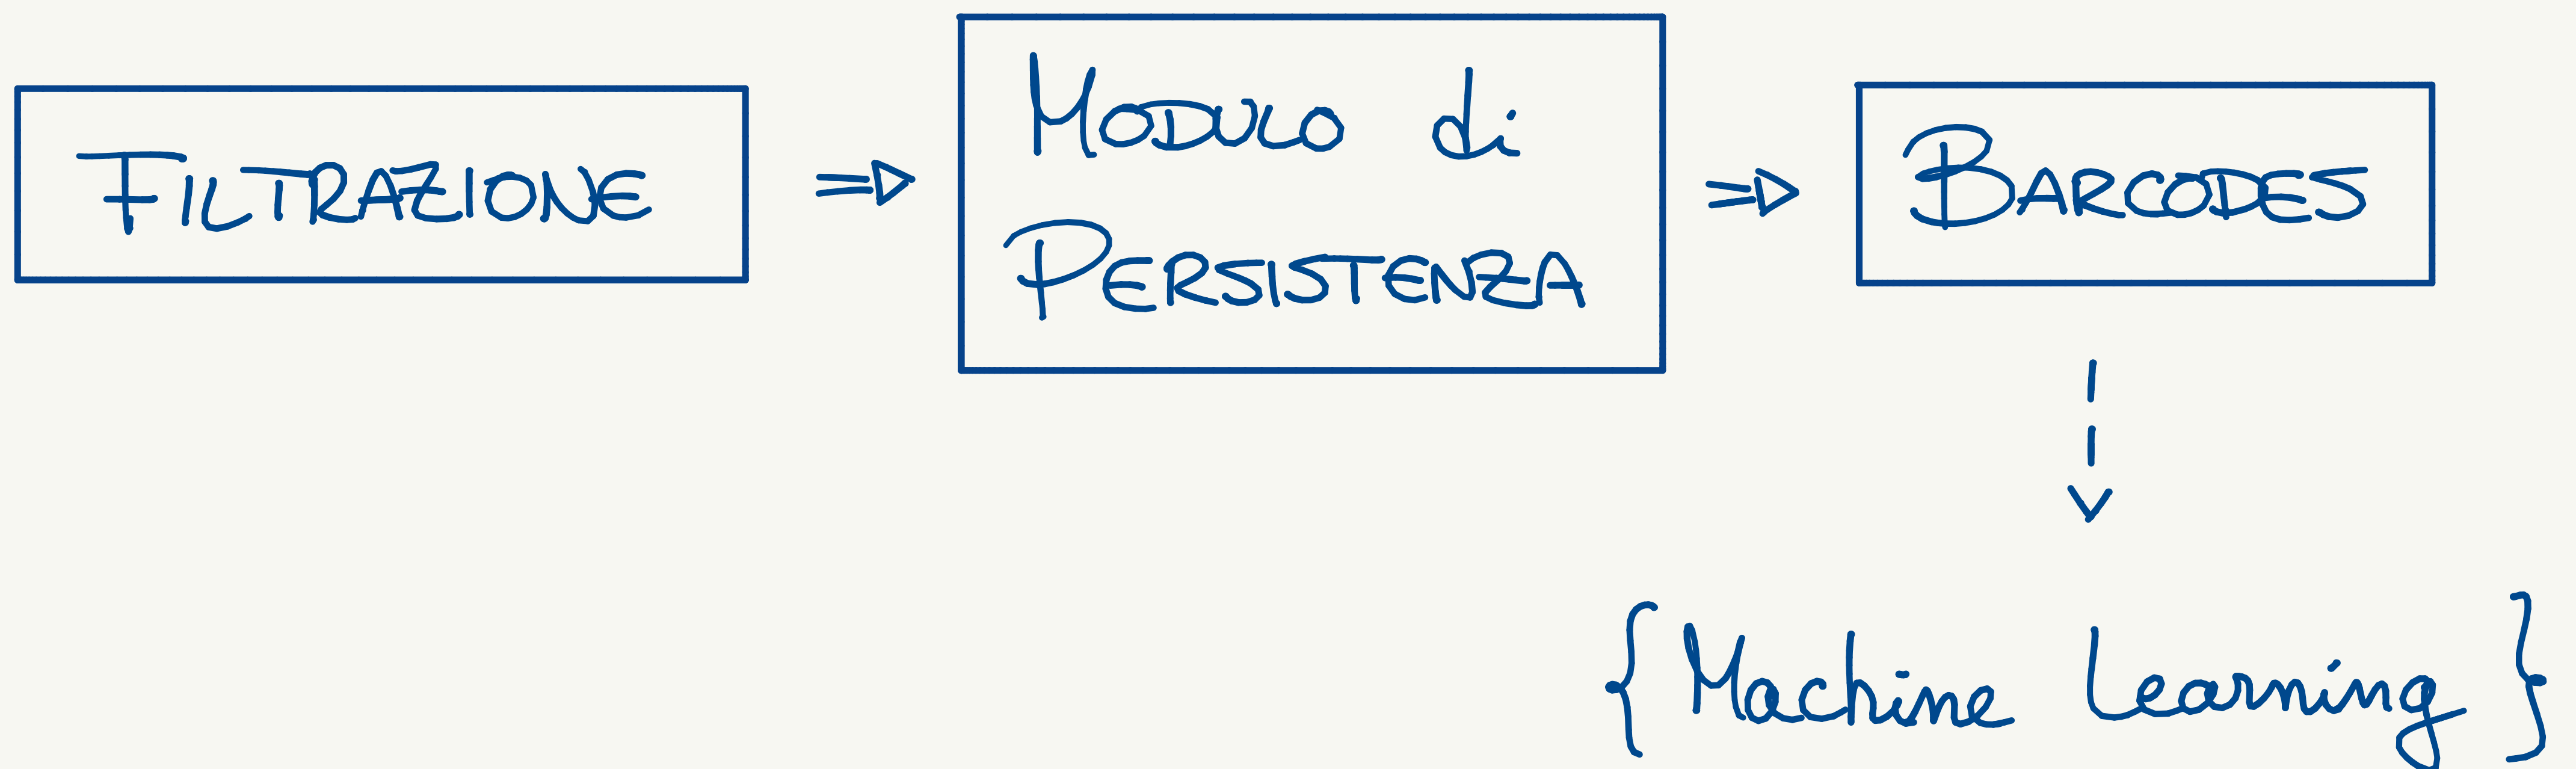 FILTRAZIONE
⇒
MODULO di
PERSISTENZA
⇒
BARCODES
{ Machine Learning }